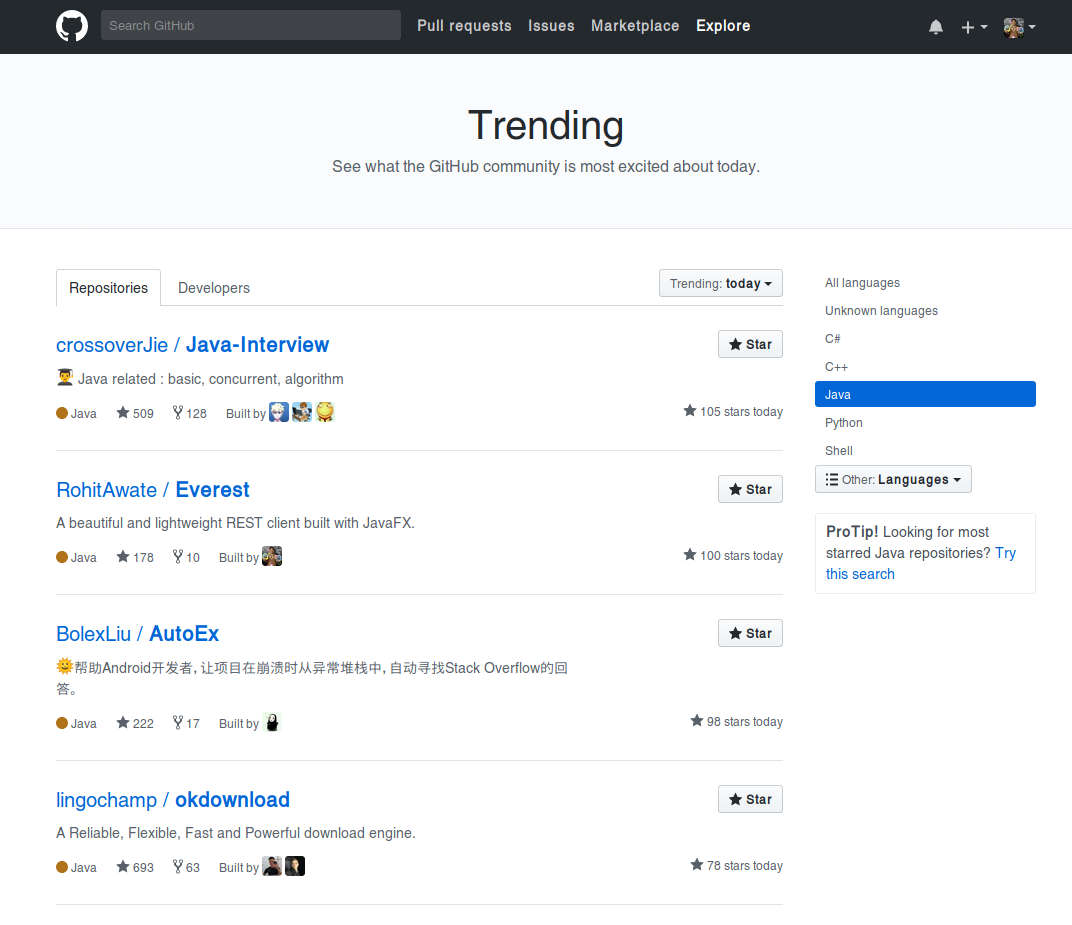 Search GitHub
Pull requests Issues Marketplace Explore
Trending
See what the GitHub community is most excited about today.
Repositories Developers Trending: today
crossoverJie / Java-Interview Star
Java related : basic, concurrent, algorithm
Java 509 128 Built by 105 stars today
RohitAwate / Everest Star
A beautiful and lightweight REST client built with JavaFX.
Java 178 10 Built by 100 stars today
BolexLiu / AutoEx Star
帮助Android开发者, 让项目在崩溃时从异常堆栈中, 自动寻找Stack Overflow的回
答。
Java 222 17 Built by 98 stars today
lingochamp / okdownload Star
A Reliable, Flexible, Fast and Powerful download engine.
Java 693 63 Built by 78 stars today
All languages
Unknown languages
C#
C++
Java
Python
Shell
Other: Languages
ProTip! Looking for most
starred Java repositories? Try
this search